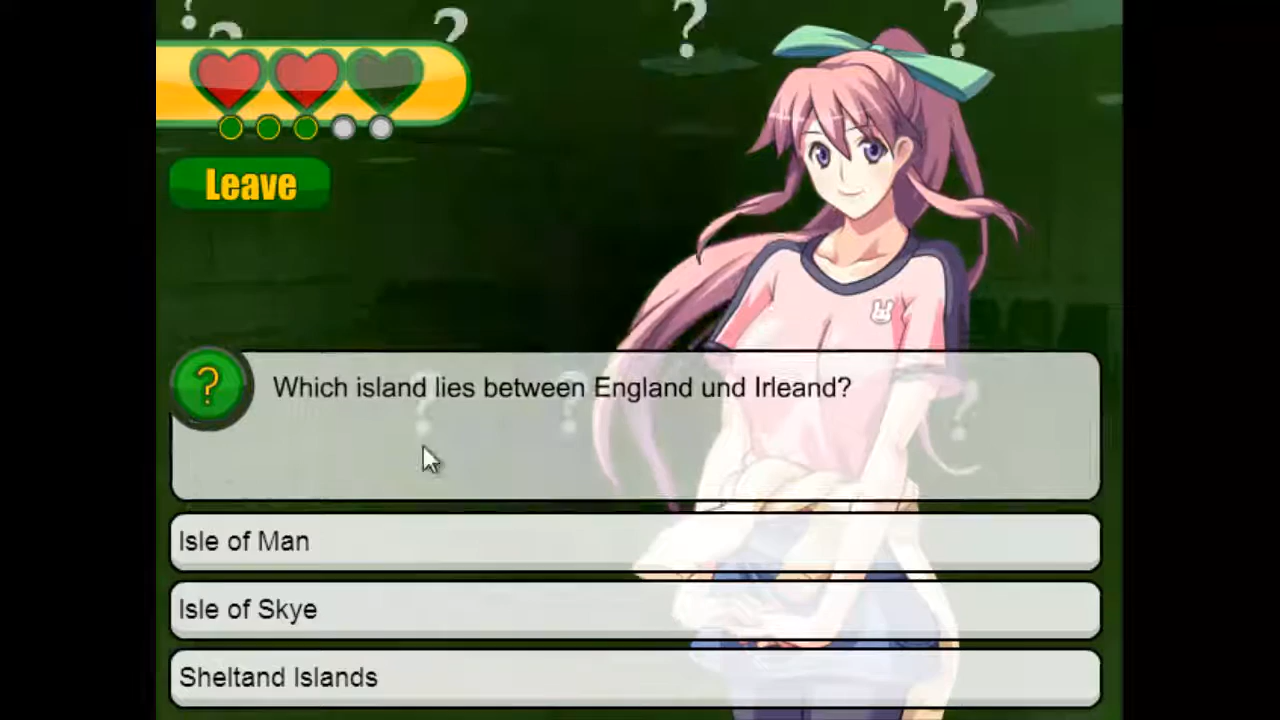 Leave
Which island lies between England und Irleand?
Isle of Man
Isle of Skye
Sheltand Islands